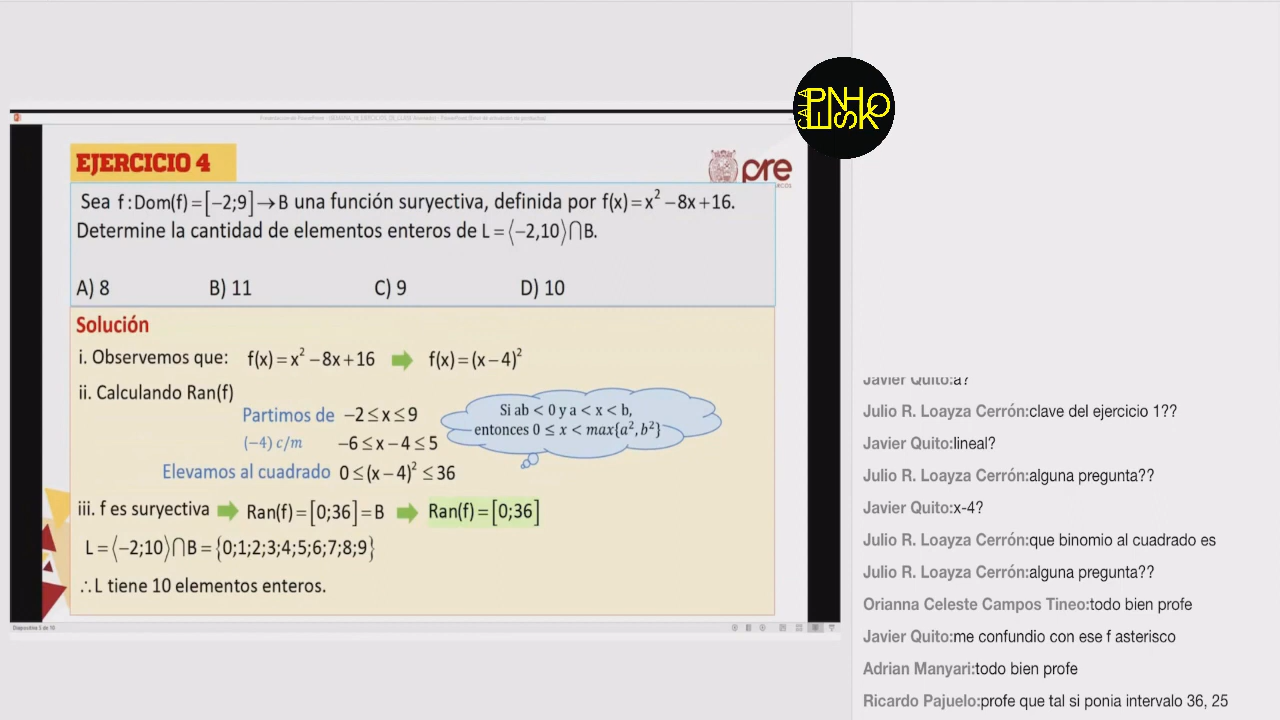 EJERCICIO 4
pre
Sea f : Dom(f) = [−2;9] → B una función suryectiva, definida por f(x) = x² − 8x + 16.
Determine la cantidad de elementos enteros de L = ⟨−2,10⟩ ⋂ B.
A) 8 B) 11 C) 9 D) 10
Solución
i. Observemos que: f(x) = x² − 8x + 16 f(x) = (x − 4)²
ii. Calculando Ran(f)
Partimos de −2 ≤ x ≤ 9
(−4) c/m −6 ≤ x − 4 ≤ 5
Elevamos al cuadrado 0 ≤ (x − 4)² ≤ 36
Si ab < 0 y a < x < b,
entonces 0 ≤ x < max{a², b²}
iii. f es suryectiva Ran(f) = [0;36] = B Ran(f) = [0;36]
L = ⟨−2;10⟩ ⋂ B = {0;1;2;3;4;5;6;7;8;9}
∴ L tiene 10 elementos enteros.
Javier Quito:a?
Julio R. Loayza Cerrón:clave del ejercicio 1??
Javier Quito:lineal?
Julio R. Loayza Cerrón:alguna pregunta??
Javier Quito:x-4?
Julio R. Loayza Cerrón:que binomio al cuadrado es
Julio R. Loayza Cerrón:alguna pregunta??
Orianna Celeste Campos Tineo:todo bien profe
Javier Quito:me confundio con ese f asterisco
Adrian Manyari:todo bien profe
Ricardo Pajuelo:profe que tal si ponia intervalo 36, 25